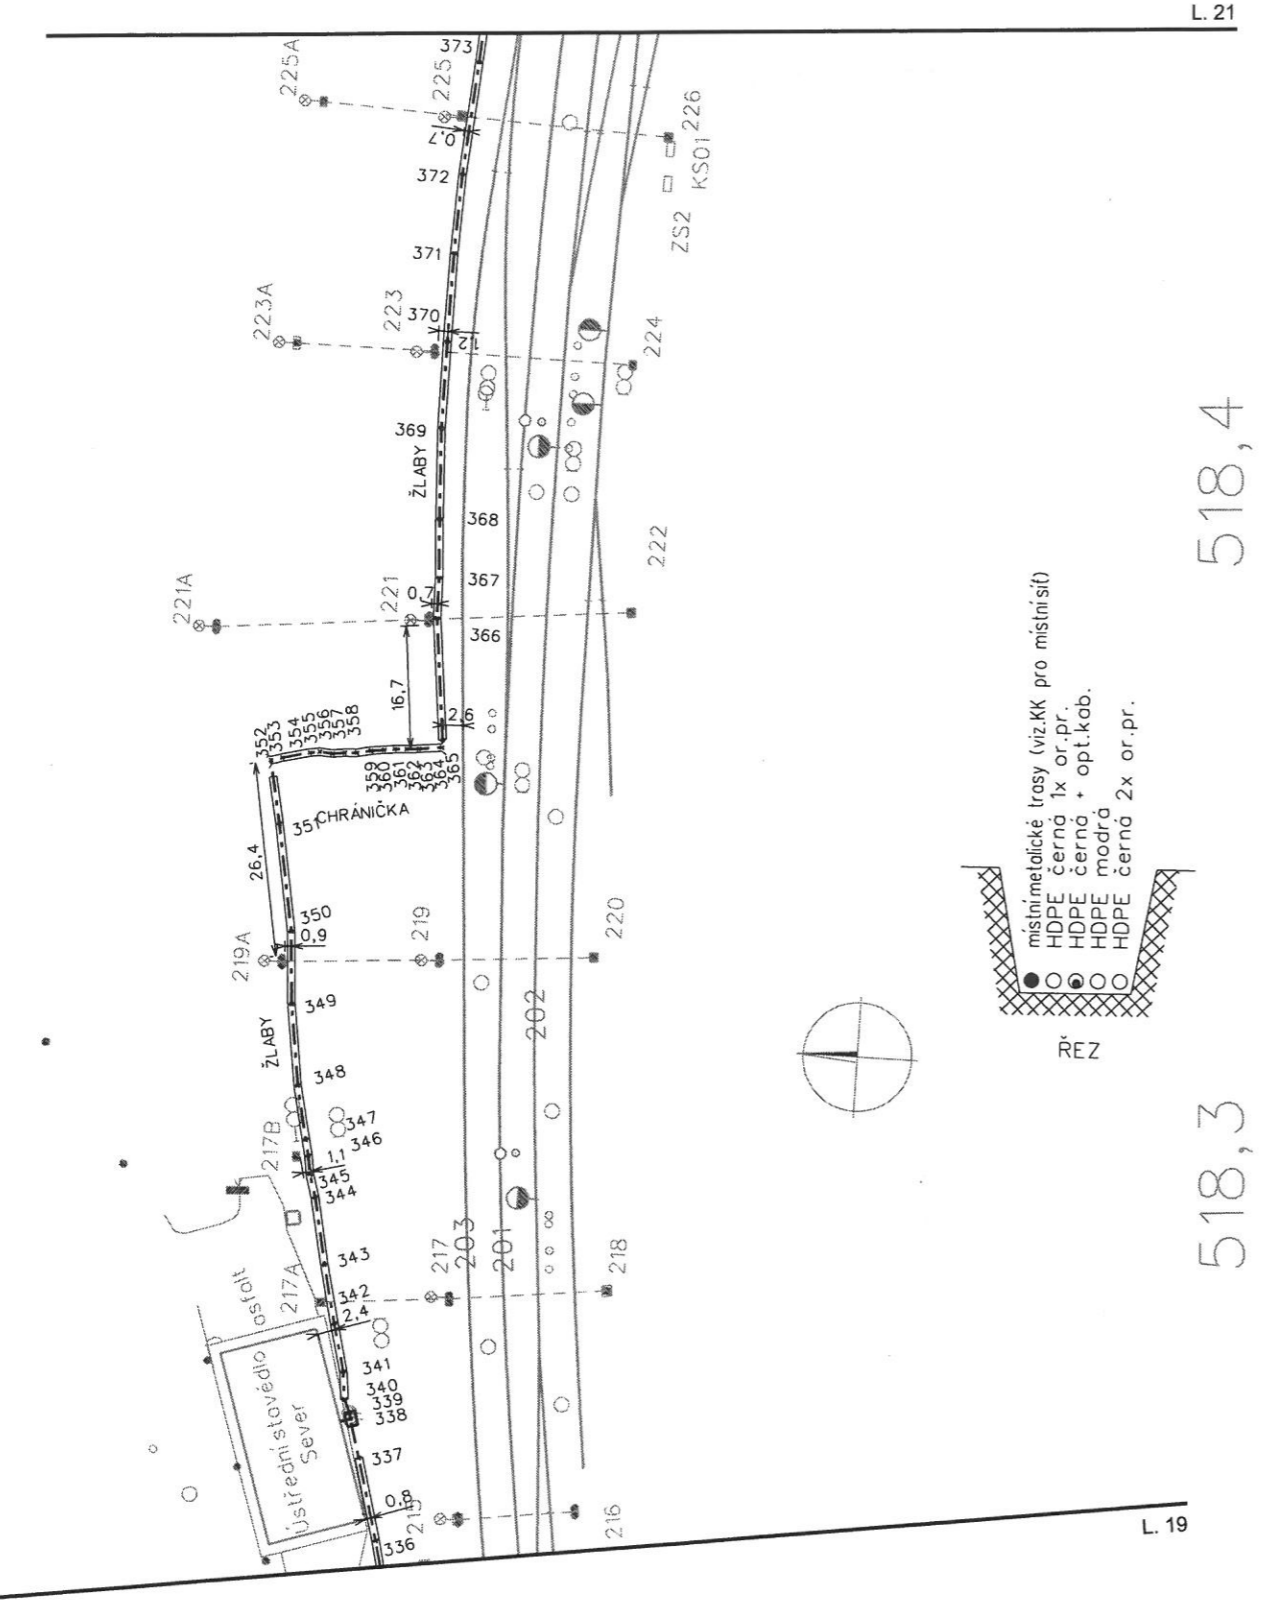 L. 21
373
225A
225
0,7
226
KS01
ZS2
372
371
223A
223
370
1,2
224
369
ŽLABY
368
367
0,7
221A
221
222
366
16,7
2,6
352
353
354
355
356
357
358
359
360
361
362
363
364
365
CHRÁNIČKA
351
26,4
350
0,9
219A
219
220
349
202
ŽLABY
348
347
346
217B
1,1
345
344
343
217A
342
217
203
201
218
2,4
asfalt
341
340
339
338
Ústřední stavědlo
Sever
337
0,8
215
216
336
518,4
518,3
místní metalické trasy (viz.KK pro místní síť)
HDPE černá 1x or.pr.
HDPE černá + opt.kab.
HDPE modrá
HDPE černá 2x or.pr.
ŘEZ
L. 19